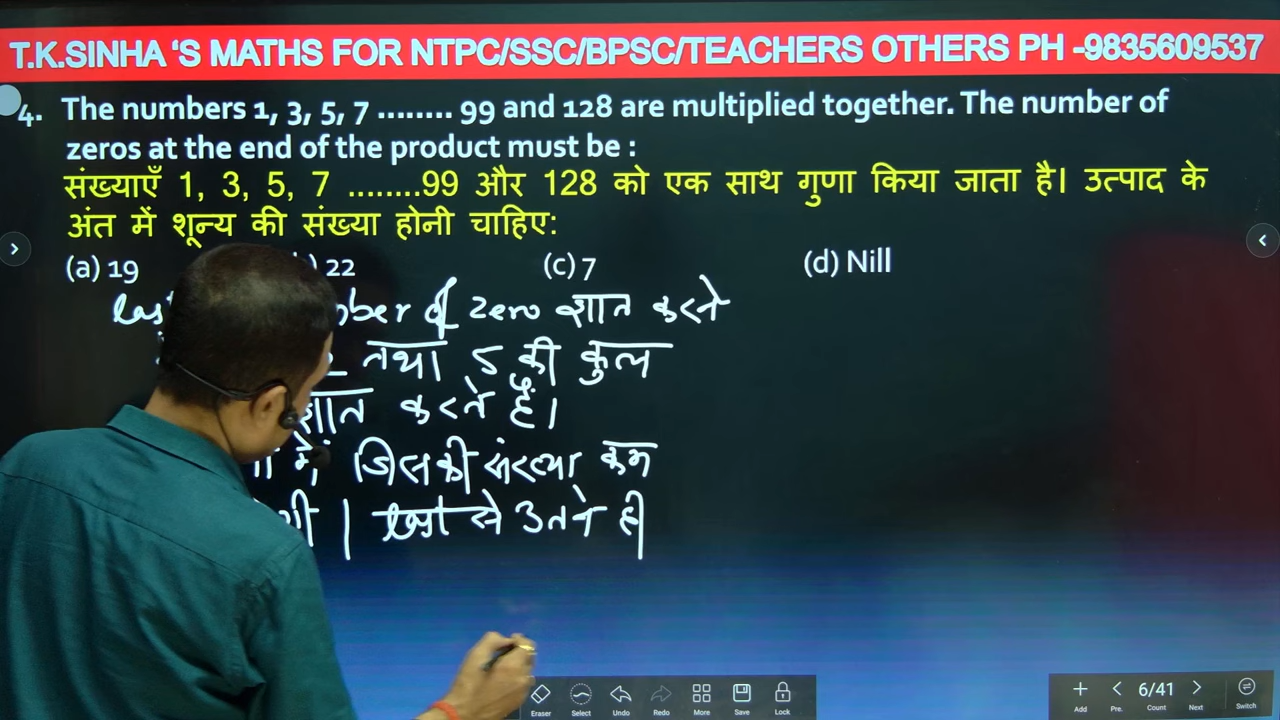 T.K.SINHA 'S MATHS FOR NTPC/SSC/BPSC/TEACHERS OTHERS PH -9835609537
4. The numbers 1, 3, 5, 7 ........ 99 and 128 are multiplied together. The number of
zeros at the end of the product must be :
संख्याएँ 1, 3, 5, 7 ........99 और 128 को एक साथ गुणा किया जाता है। उत्पाद के
अंत में शून्य की संख्या होनी चाहिए:
(a) 19 22 (c) 7 (d) Nill
of zero ज्ञात करने
तथा 5 की कुल
ज्ञात करते हैं।
में, जिसकी संख्या कम
| से उतने ही
Eraser Select Undo Redo More Save Lock
Add Pre. 6/41 Count Next Switch